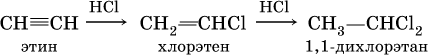 CH≡CH —HCl→ CH₂=CHCl —HCl→ CH₃—CHCl₂
этин хлорэтен 1,1-дихлорэтан